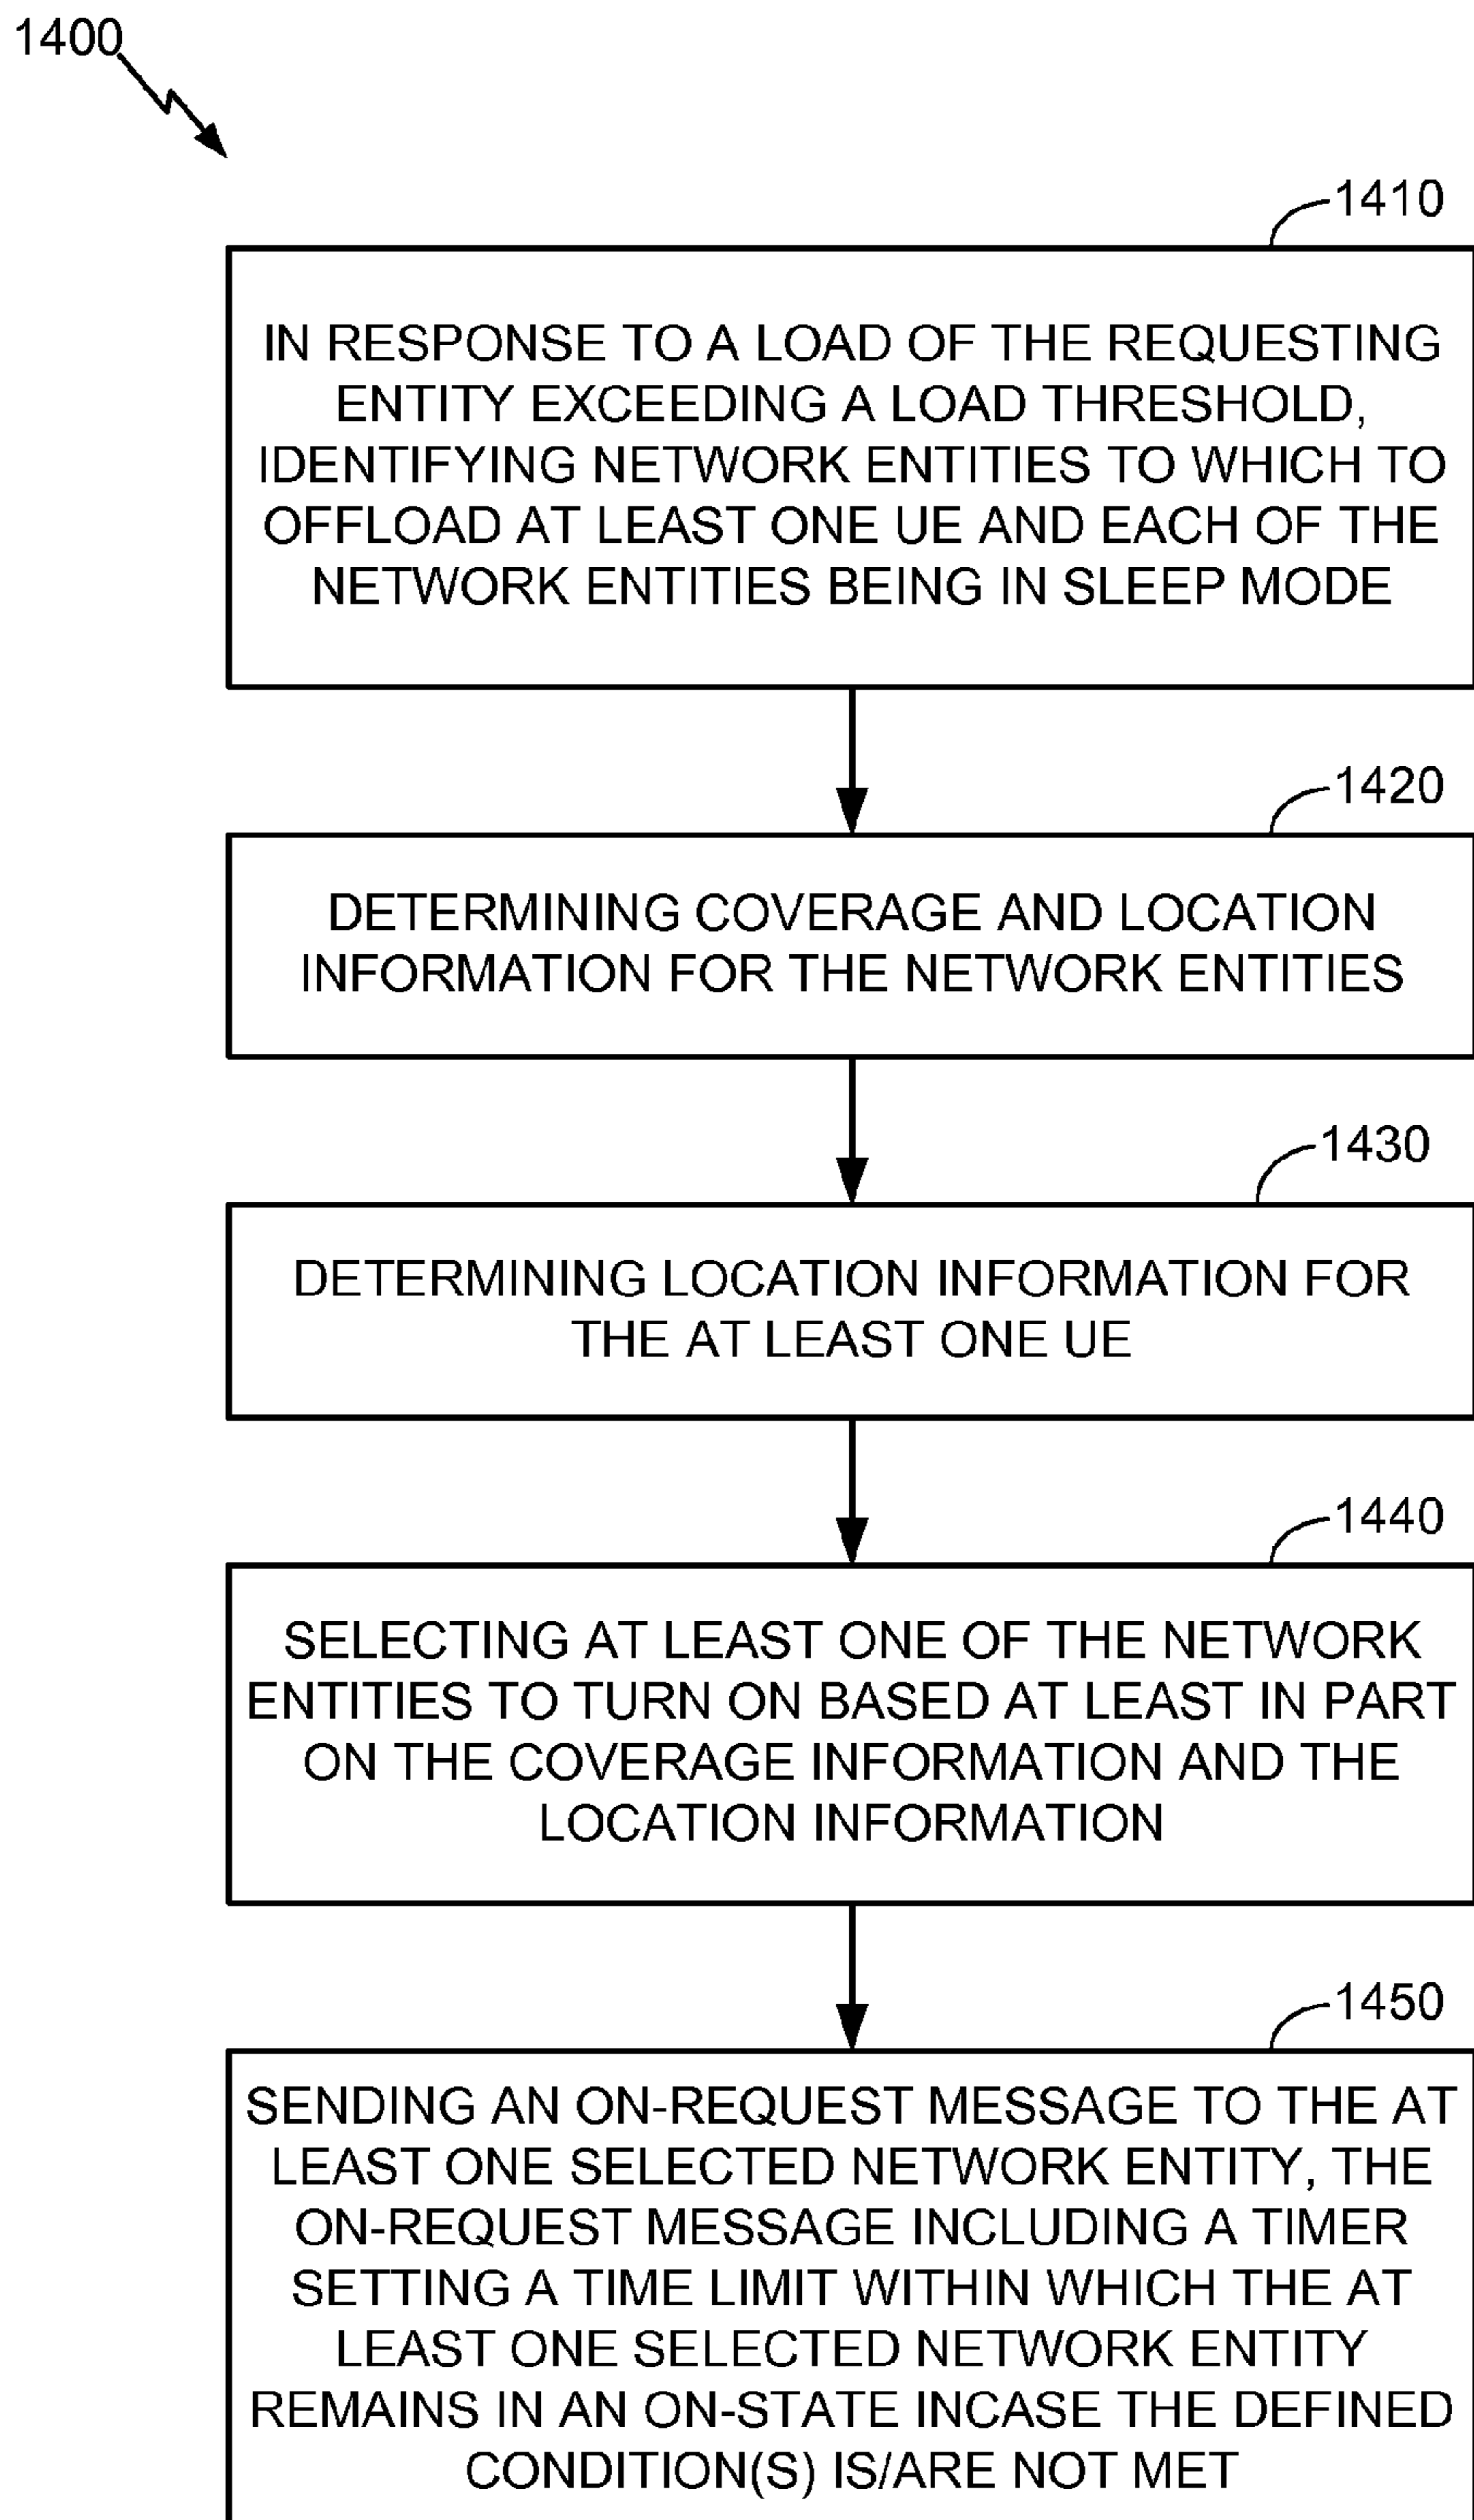 1400
1410
IN RESPONSE TO A LOAD OF THE REQUESTING
ENTITY EXCEEDING A LOAD THRESHOLD,
IDENTIFYING NETWORK ENTITIES TO WHICH TO
OFFLOAD AT LEAST ONE UE AND EACH OF THE
NETWORK ENTITIES BEING IN SLEEP MODE
1420
DETERMINING COVERAGE AND LOCATION
INFORMATION FOR THE NETWORK ENTITIES
1430
DETERMINING LOCATION INFORMATION FOR
THE AT LEAST ONE UE
1440
SELECTING AT LEAST ONE OF THE NETWORK
ENTITIES TO TURN ON BASED AT LEAST IN PART
ON THE COVERAGE INFORMATION AND THE
LOCATION INFORMATION
1450
SENDING AN ON-REQUEST MESSAGE TO THE AT
LEAST ONE SELECTED NETWORK ENTITY, THE
ON-REQUEST MESSAGE INCLUDING A TIMER
SETTING A TIME LIMIT WITHIN WHICH THE AT
LEAST ONE SELECTED NETWORK ENTITY
REMAINS IN AN ON-STATE INCASE THE DEFINED
CONDITION(S) IS/ARE NOT MET